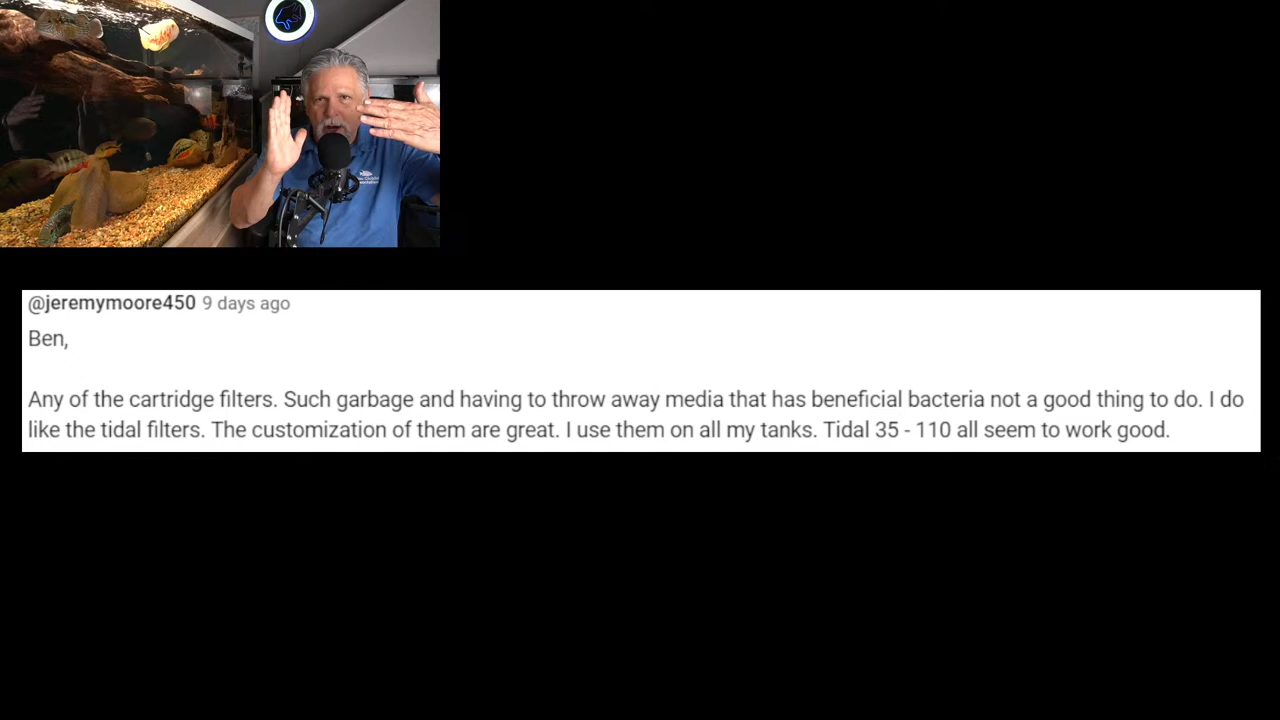 @jeremymoore450 9 days ago
Ben,
Any of the cartridge filters. Such garbage and having to throw away media that has beneficial bacteria not a good thing to do. I do
like the tidal filters. The customization of them are great. I use them on all my tanks. Tidal 35 - 110 all seem to work good.